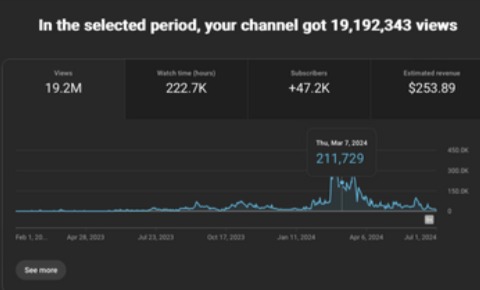 In the selected period, your channel got 19,192,343 views
Views
19.2M
Watch time (hours)
222.7K
Subscribers
+47.2K
Estimated revenue
$253.89
Thu, Mar 7, 2024
211,729
450.0K
300.0K
150.0K
0
Feb 1, 20... Apr 28, 2023 Jul 23, 2023 Oct 17, 2023 Jan 11, 2024 Apr 6, 2024 Jul 1, 2024
See more